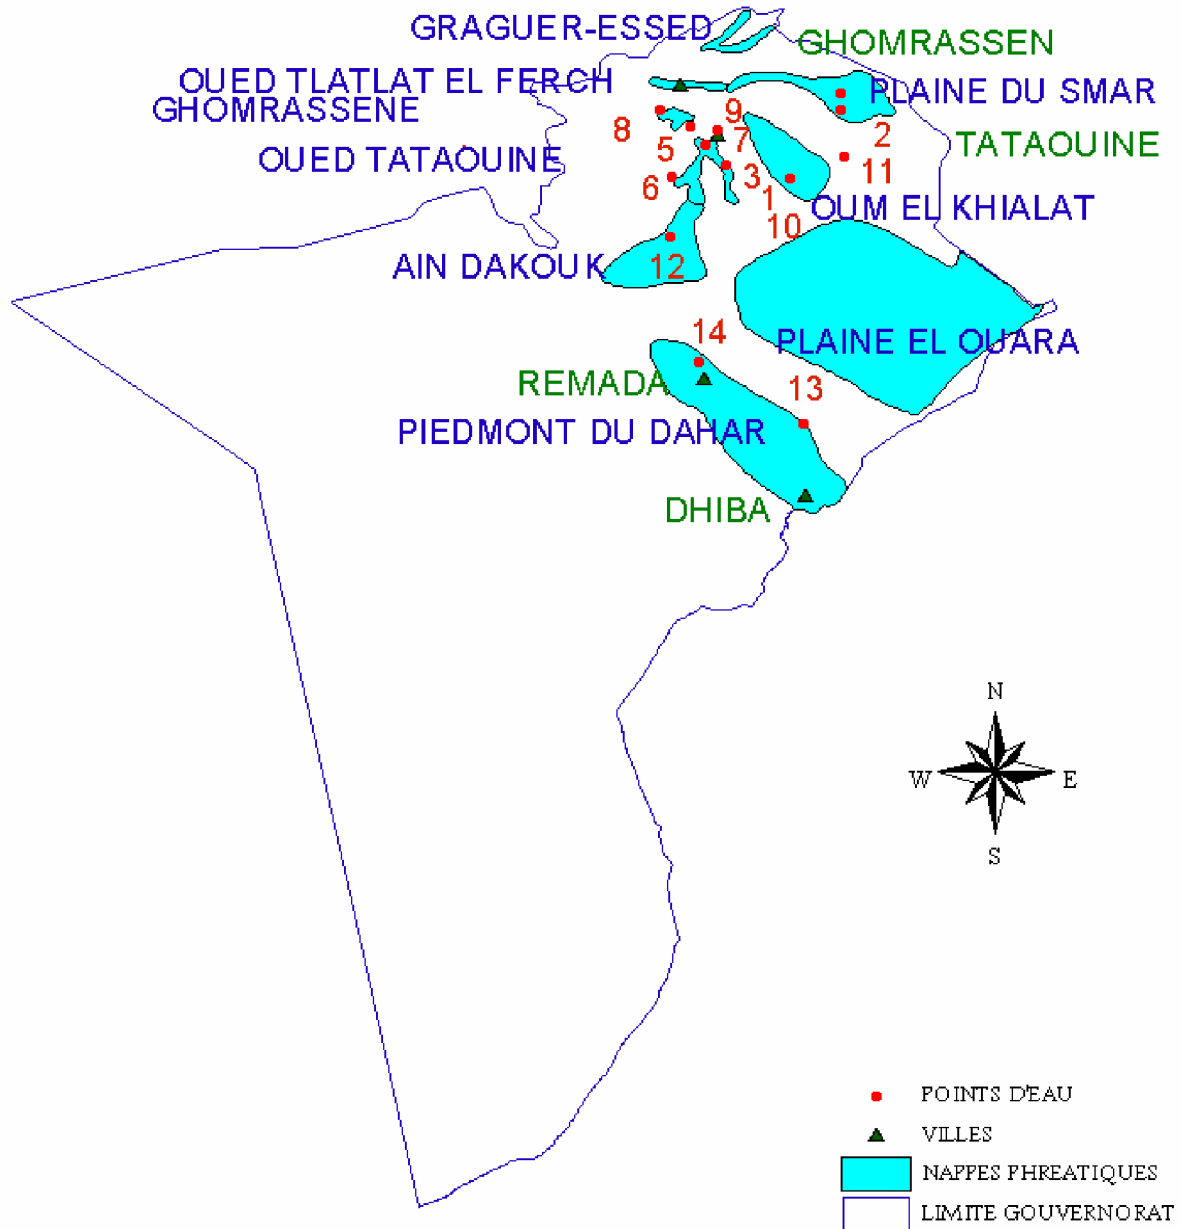 GRAGUER-ESSED
GHOMRASSEN
OUED TLATLAT EL FERCH
PLAINE DU SMAR
GHOMRASSENE
8
9
2
5
7
TATAOUINE
OUED TATAOUINE
6
3
11
1
OUM EL KHIALAT
10
AIN DAKOUK
12
14
PLAINE EL OUARA
REMADA
13
PIEDMONT DU DAHAR
DHIBA
N
W
E
S
POINTS D'EAU
VILLES
NAPPES PHREATIQUES
LIMITE GOUVERNORAT